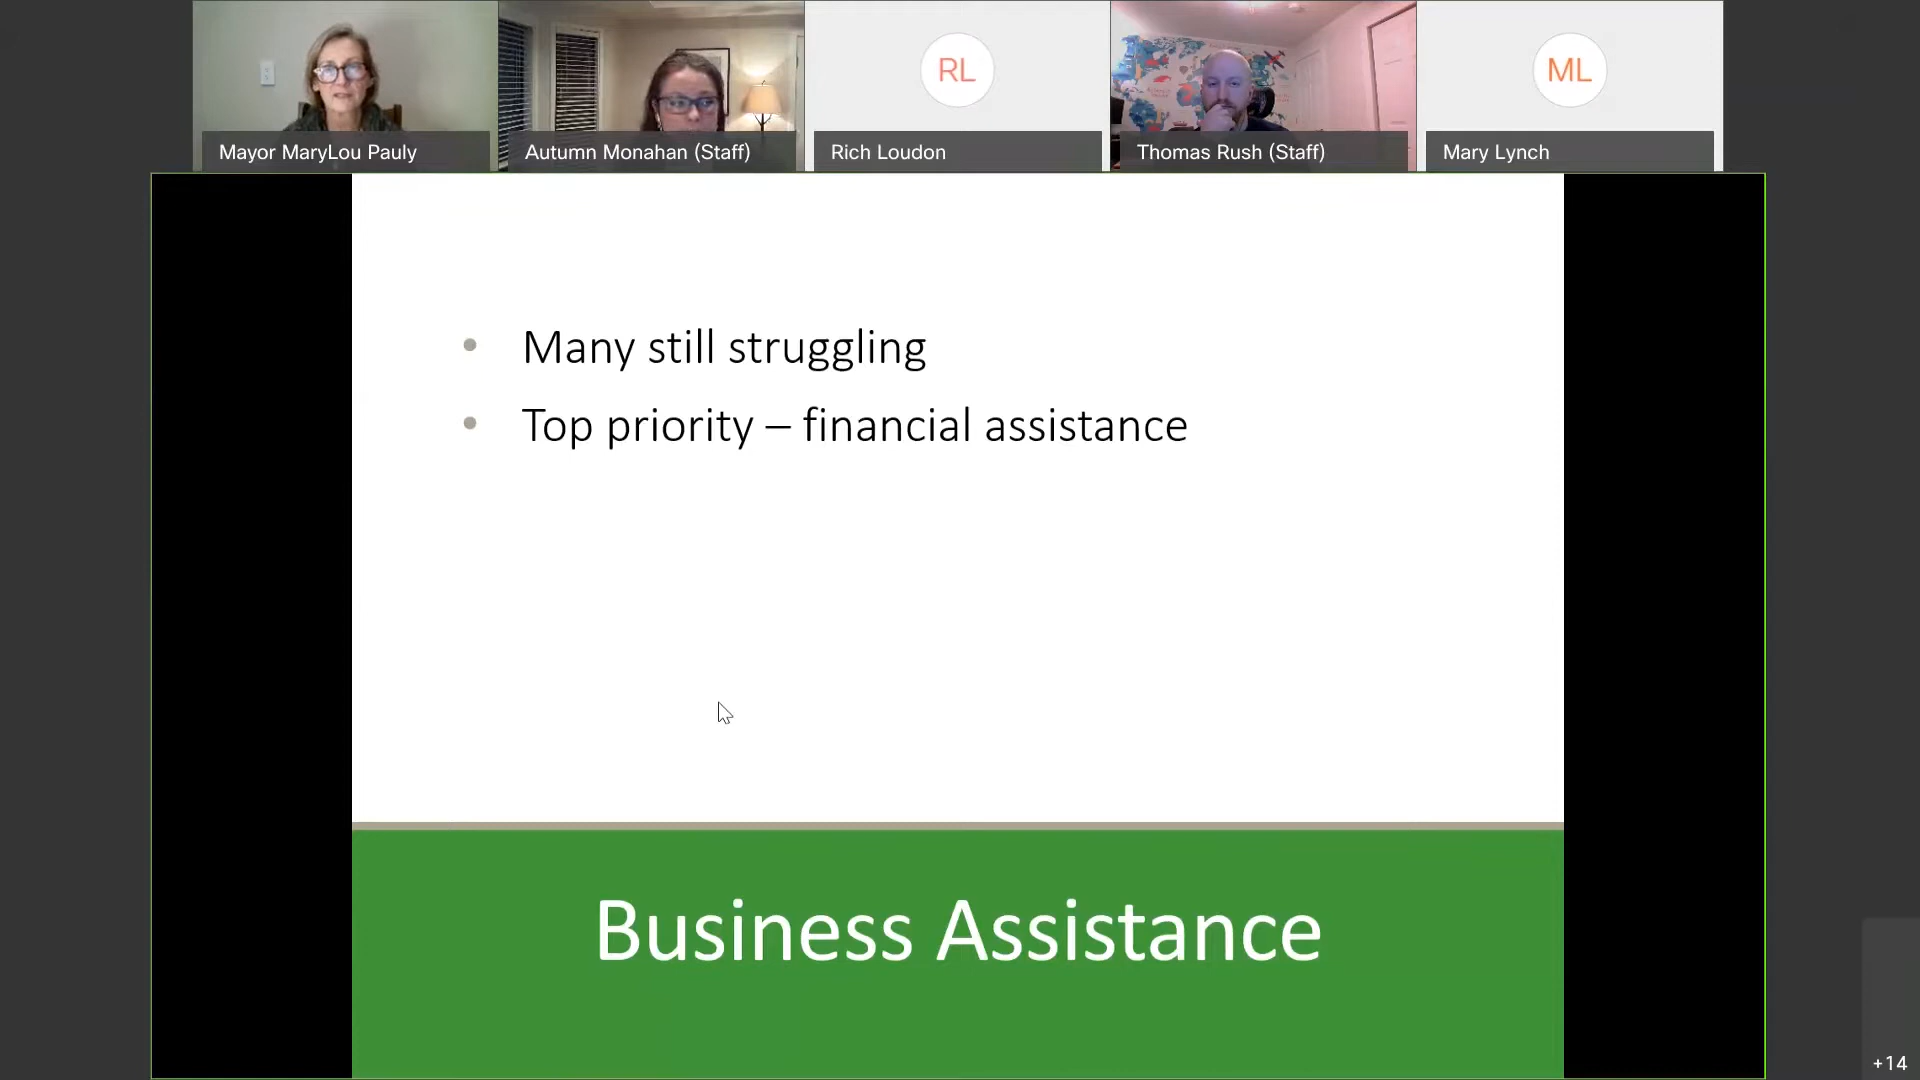 RL
ML
Mayor MaryLou Pauly
Autumn Monahan (Staff)
Rich Loudon
Thomas Rush (Staff)
Mary Lynch
• Many still struggling
• Top priority – financial assistance
Business Assistance
+14